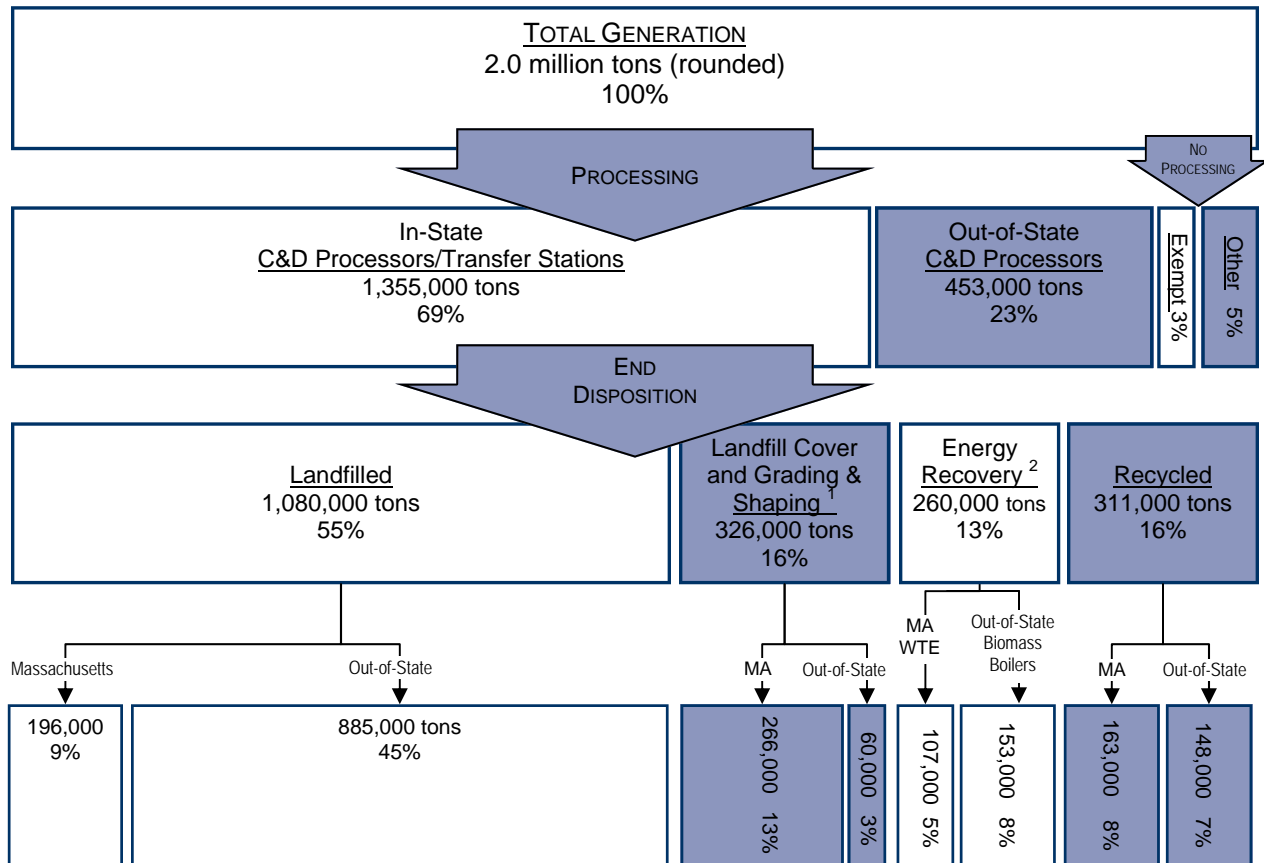 TOTAL GENERATION
2.0 million tons (rounded)
100%
PROCESSING
NO
PROCESSING
In-State
C&D Processors/Transfer Stations
1,355,000 tons
69%
Out-of-State
C&D Processors
453,000 tons
23%
Exempt 3%
Other 5%
END
DISPOSITION
Landfilled
1,080,000 tons
55%
Landfill Cover
and Grading &
Shaping 1
326,000 tons
16%
Energy
Recovery 2
260,000 tons
13%
Recycled
311,000 tons
16%
Massachusetts
Out-of-State
MA
Out-of-State
MA
WTE
Out-of-State
Biomass
Boilers
MA
Out-of-State
196,000
9%
885,000 tons
45%
266,000 13%
60,000 3%
107,000 5%
153,000 8%
163,000 8%
148,000 7%